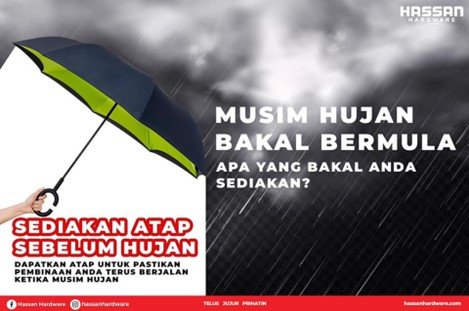 HASSAN
HARDWARE
MUSIM HUJAN
BAKAL BERMULA
APA YANG BAKAL ANDA
SEDIAKAN?
SEDIAKAN ATAP
SEBELUM HUJAN
DAPATKAN ATAP UNTUK PASTIKAN
PEMBINAAN ANDA TERUS BERJALAN
KETIKA MUSIM HUJAN
Hassan Hardware
hassanhardware
TELUS JUJUR PRIHATIN
hassanhardware.com